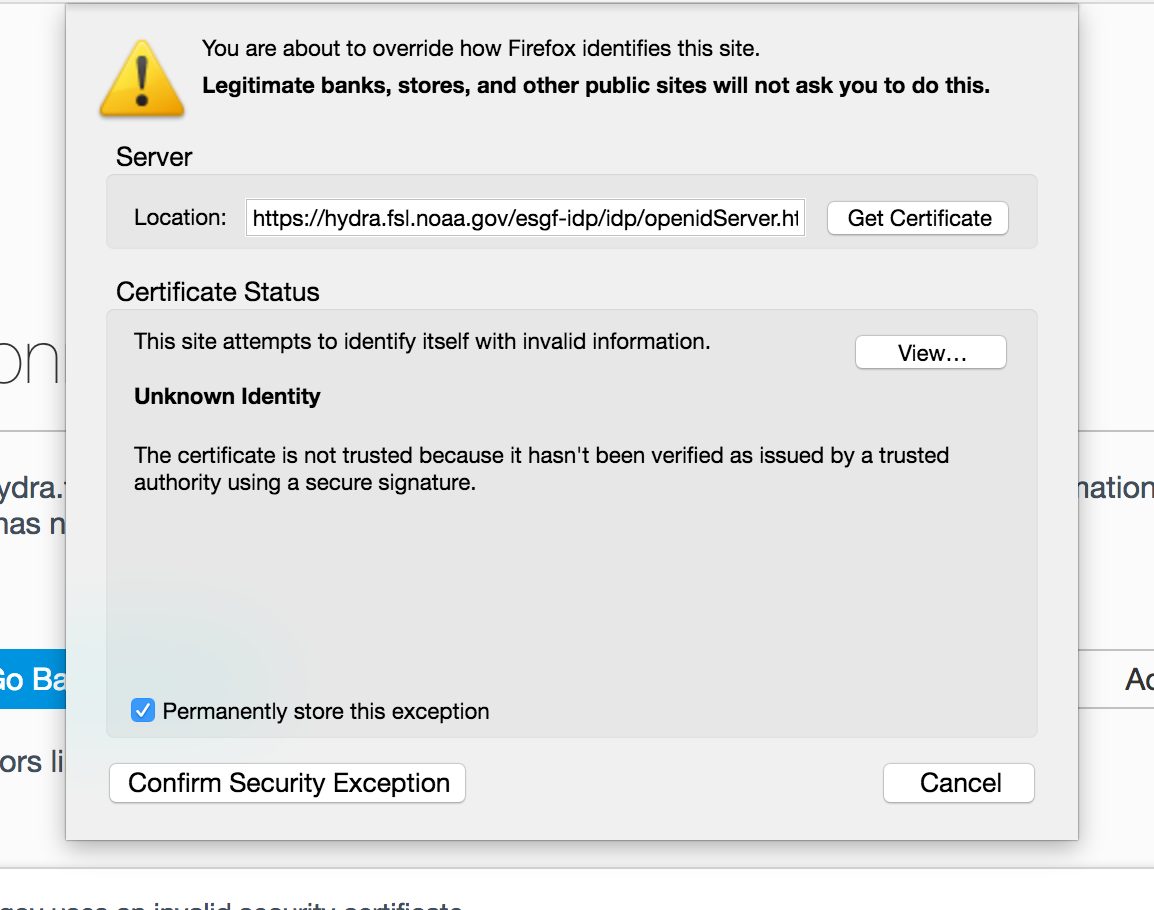 You are about to override how Firefox identifies this site.
Legitimate banks, stores, and other public sites will not ask you to do this.
Server
Location: https://hydra.fsl.noaa.gov/esgf-idp/idp/openidServer.ht Get Certificate
Certificate Status
This site attempts to identify itself with invalid information.
View...
Unknown Identity
The certificate is not trusted because it hasn't been verified as issued by a trusted
authority using a secure signature.
Permanently store this exception
Confirm Security Exception Cancel
on
ydra.
nation
has n
Go Ba
Ad
ors li
gov uses an invalid security certificate